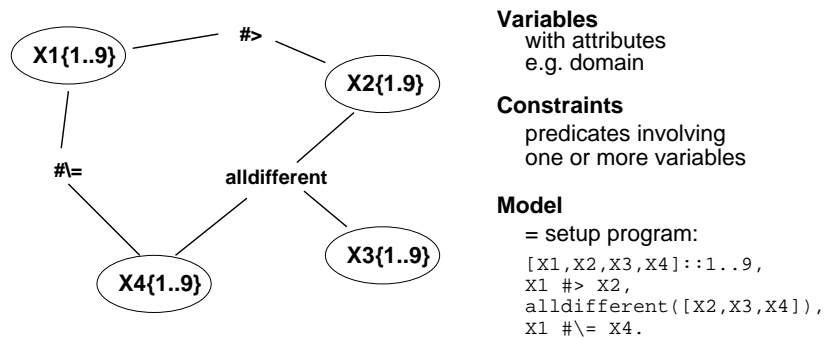 X1{1..9}
#>
X2{1.9}
#\=
alldifferent
X3{1..9}
X4{1..9}
Variables
with attributes
e.g. domain
Constraints
predicates involving
one or more variables
Model
= setup program:
[X1,X2,X3,X4]::1..9,
X1 #> X2,
alldifferent([X2,X3,X4]),
X1 #\= X4.